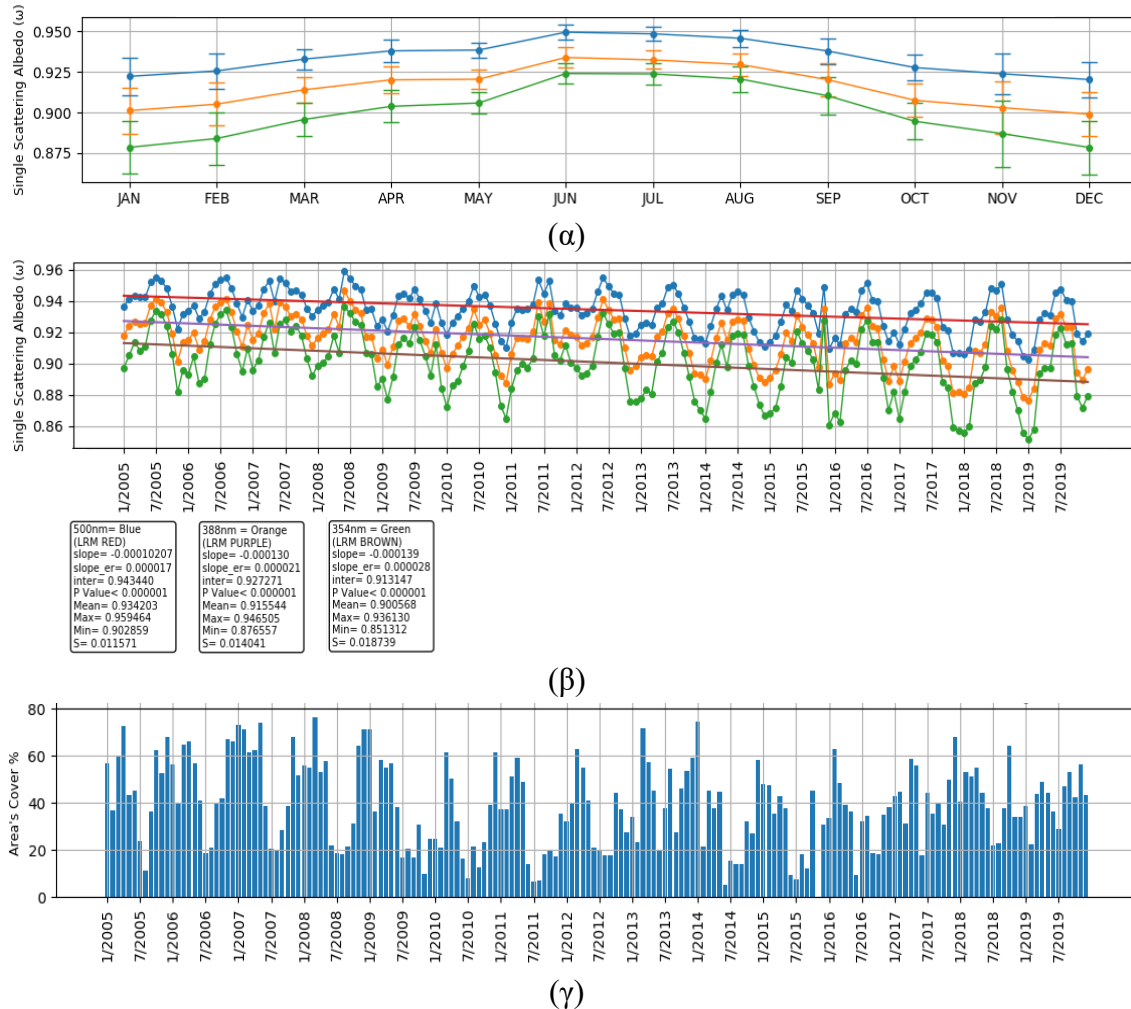 Single Scattering Albedo (ω)
0.950
0.925
0.900
0.875
JAN FEB MAR APR MAY JUN JUL AUG SEP OCT NOV DEC
(α)
Single Scattering Albedo (ω)
0.96
0.94
0.92
0.90
0.88
0.86
1/2005 7/2005 1/2006 7/2006 1/2007 7/2007 1/2008 7/2008 1/2009 7/2009 1/2010 7/2010 1/2011 7/2011 1/2012 7/2012 1/2013 7/2013 1/2014 7/2014 1/2015 7/2015 1/2016 7/2016 1/2017 7/2017 1/2018 7/2018 1/2019 7/2019
500nm= Blue
(LRM RED)
slope= -0.00010207
slope_er= 0.000017
inter= 0.943440
P Value< 0.000001
Mean= 0.934203
Max= 0.959464
Min= 0.902859
S= 0.011571
388nm = Orange
(LRM PURPLE)
slope= -0.000130
slope_er= 0.000021
inter= 0.927271
P Value< 0.000001
Mean= 0.915544
Max= 0.946505
Min= 0.876557
S= 0.014041
354nm = Green
(LRM BROWN)
slope= -0.000139
slope_er= 0.000028
inter= 0.913147
P Value< 0.000001
Mean= 0.900568
Max= 0.936130
Min= 0.851312
S= 0.018739
(β)
Area's Cover %
80
60
40
20
0
1/2005 7/2005 1/2006 7/2006 1/2007 7/2007 1/2008 7/2008 1/2009 7/2009 1/2010 7/2010 1/2011 7/2011 1/2012 7/2012 1/2013 7/2013 1/2014 7/2014 1/2015 7/2015 1/2016 7/2016 1/2017 7/2017 1/2018 7/2018 1/2019 7/2019
(γ)